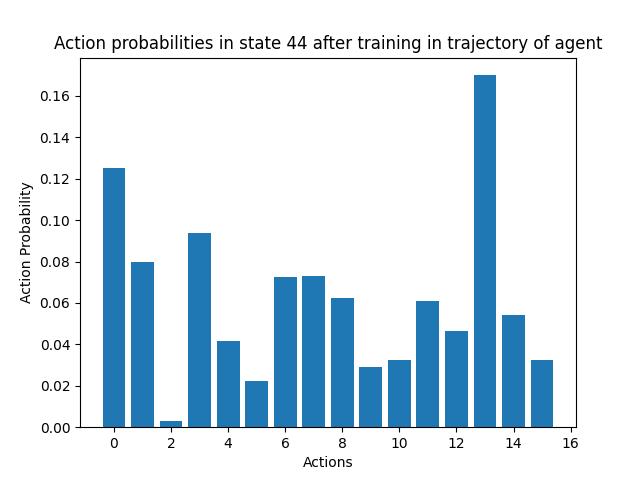 Action probabilities in state 44 after training in trajectory of agent
0.16
0.14
0.12
0.10
0.08
0.06
0.04
0.02
0.00
Action Probability
0 2 4 6 8 10 12 14 16
Actions